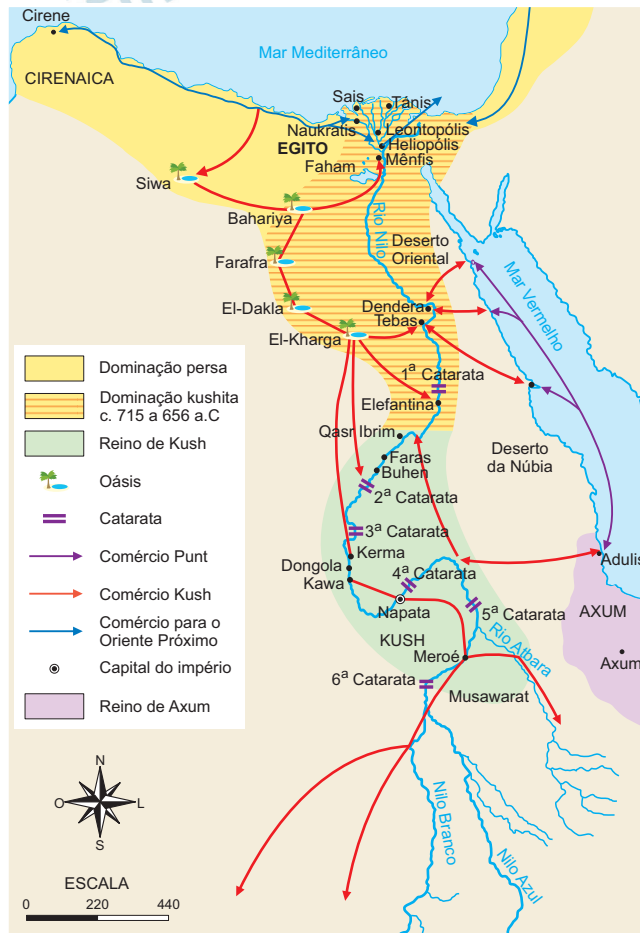 Cirene
Mar Mediterrâneo
CIRENAICA
Sais
Tánis
Naukratis
Leontopólis
EGITO
Heliopólis
Faham
Mênfis
Siwa
Bahariya
Rio Nilo
Deserto
Oriental
Mar Vermelho
Farafra
El-Dakla
Dendera
Tebas
El-Kharga
1ª Catarata
Elefantina
Qasr Ibrim
Faras
Buhen
Deserto
da Núbia
2ª Catarata
3ª Catarata
Kerma
Dongola
4ª Catarata
Kawa
Adulis
Napata
5ª Catarata
AXUM
KUSH
Rio Atbara
Meroé
Axum
6ª Catarata
Musawarat
Nilo Branco
Nilo Azul
Dominação persa
Dominação kushita
c. 715 a 656 a.C
Reino de Kush
Oásis
Catarata
Comércio Punt
Comércio Kush
Comércio para o
Oriente Próximo
Capital do império
Reino de Axum
N
O
L
S
ESCALA
0 220 440